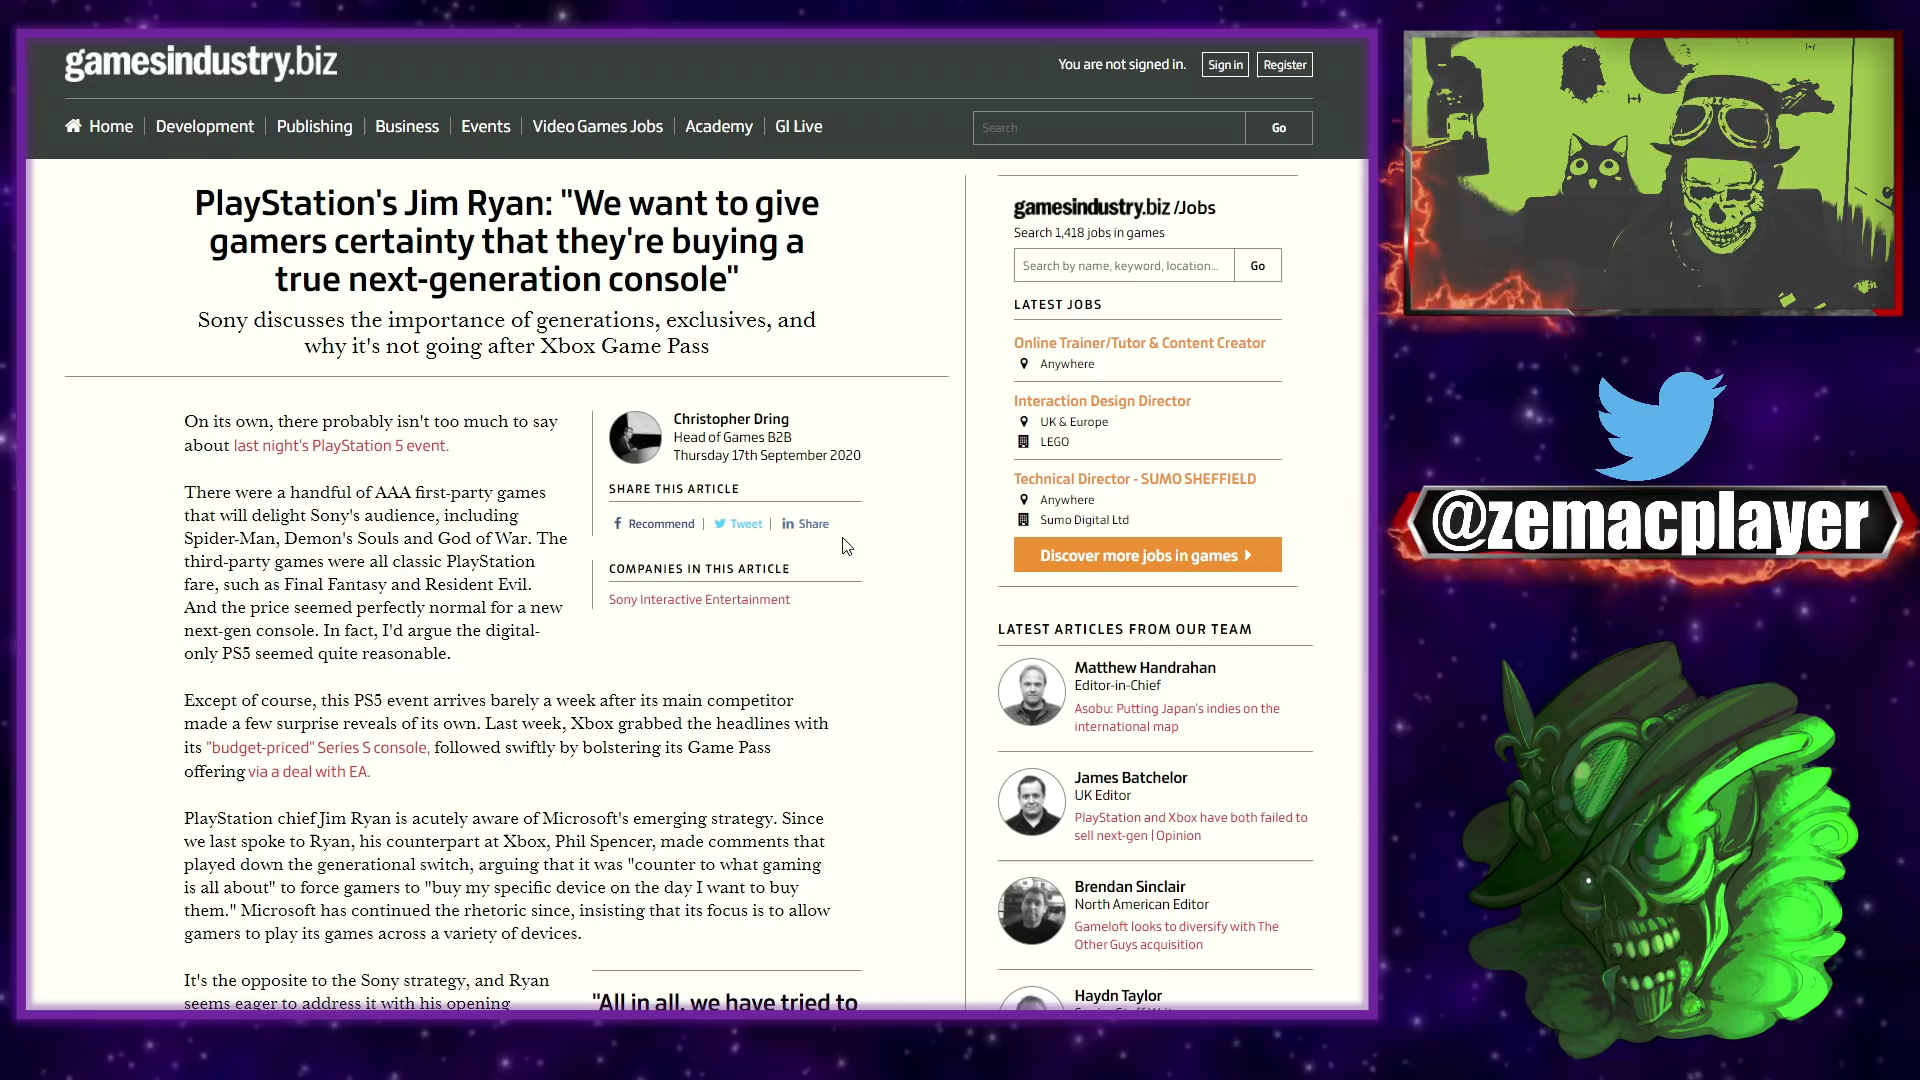 gamesindustry.biz
You are not signed in.
Sign in
Register
Home
Development
Publishing
Business
Events
Video Games Jobs
Academy
GI Live
Search
Go
PlayStation's Jim Ryan: "We want to give
gamers certainty that they're buying a
true next-generation console"
Sony discusses the importance of generations, exclusives, and
why it's not going after Xbox Game Pass
On its own, there probably isn't too much to say
about last night's PlayStation 5 event.
There were a handful of AAA first-party games
that will delight Sony's audience, including
Spider-Man, Demon's Souls and God of War. The
third-party games were all classic PlayStation
fare, such as Final Fantasy and Resident Evil.
And the price seemed perfectly normal for a new
next-gen console. In fact, I'd argue the digital-
only PS5 seemed quite reasonable.
Christopher Dring
Head of Games B2B
Thursday 17th September 2020
SHARE THIS ARTICLE
Recommend
Tweet
Share
COMPANIES IN THIS ARTICLE
Sony Interactive Entertainment
Except of course, this PS5 event arrives barely a week after its main competitor
made a few surprise reveals of its own. Last week, Xbox grabbed the headlines with
its "budget-priced" Series S console, followed swiftly by bolstering its Game Pass
offering via a deal with EA.
PlayStation chief Jim Ryan is acutely aware of Microsoft's emerging strategy. Since
we last spoke to Ryan, his counterpart at Xbox, Phil Spencer, made comments that
played down the generational switch, arguing that it was "counter to what gaming
is all about" to force gamers to "buy my specific device on the day I want to buy
them." Microsoft has continued the rhetoric since, insisting that its focus is to allow
gamers to play its games across a variety of devices.
It's the opposite to the Sony strategy, and Ryan
seems eager to address it with his opening
"All in all, we have tried to
gamesindustry.biz /Jobs
Search 1,418 jobs in games
Search by name, keyword, location...
Go
LATEST JOBS
Online Trainer/Tutor & Content Creator
Anywhere
Interaction Design Director
UK & Europe
LEGO
Technical Director - SUMO SHEFFIELD
Anywhere
Sumo Digital Ltd
Discover more jobs in games
LATEST ARTICLES FROM OUR TEAM
Matthew Handrahan
Editor-in-Chief
Asobu: Putting Japan's indies on the
international map
James Batchelor
UK Editor
PlayStation and Xbox have both failed to
sell next-gen | Opinion
Brendan Sinclair
North American Editor
Gameloft looks to diversify with The
Other Guys acquisition
Haydn Taylor
@zemacplayer